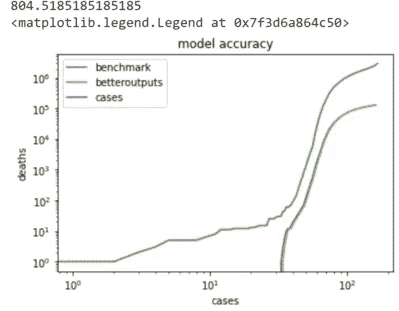 804.5185185185185
<matplotlib.legend.Legend at 0x7f3d6a864c50>
model accuracy
benchmark
betteroutputs
cases
deaths
10⁶
10⁵
10⁴
10³
10²
10¹
10⁰
10⁰ 10¹ 10²
cases